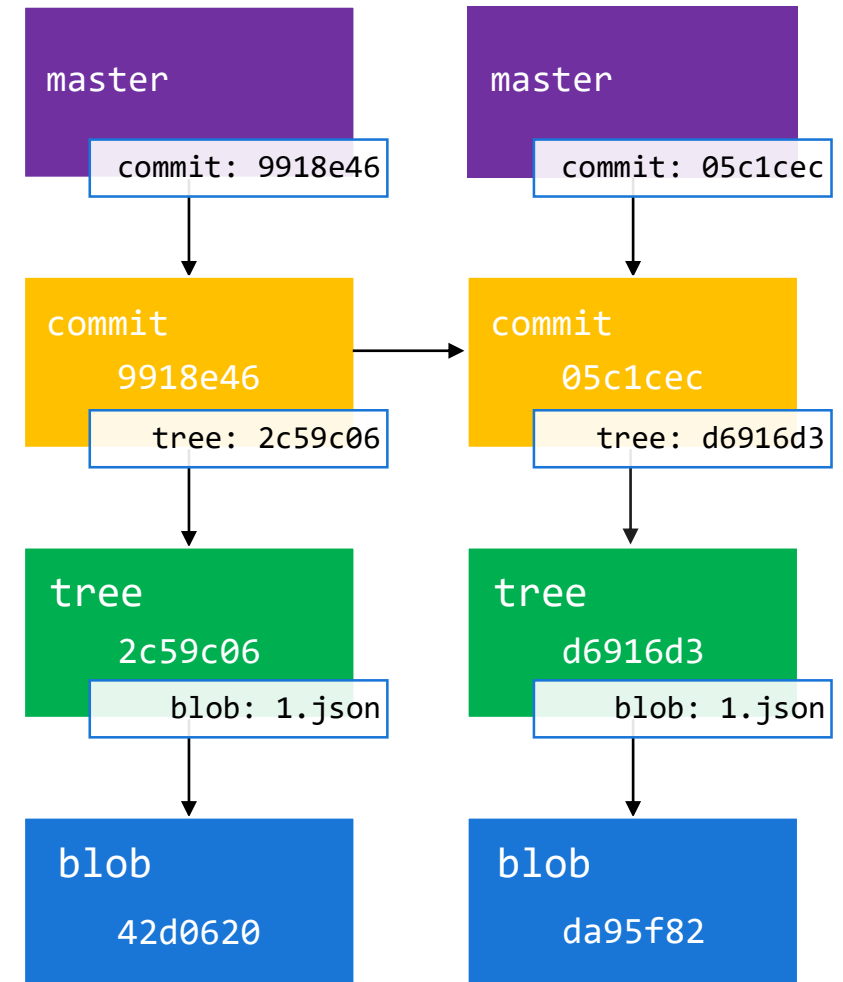 master
commit: 9918e46
commit
9918e46
tree: 2c59c06
tree
2c59c06
blob: 1.json
blob
42d0620
master
commit: 05c1cec
commit
05c1cec
tree: d6916d3
tree
d6916d3
blob: 1.json
blob
da95f82